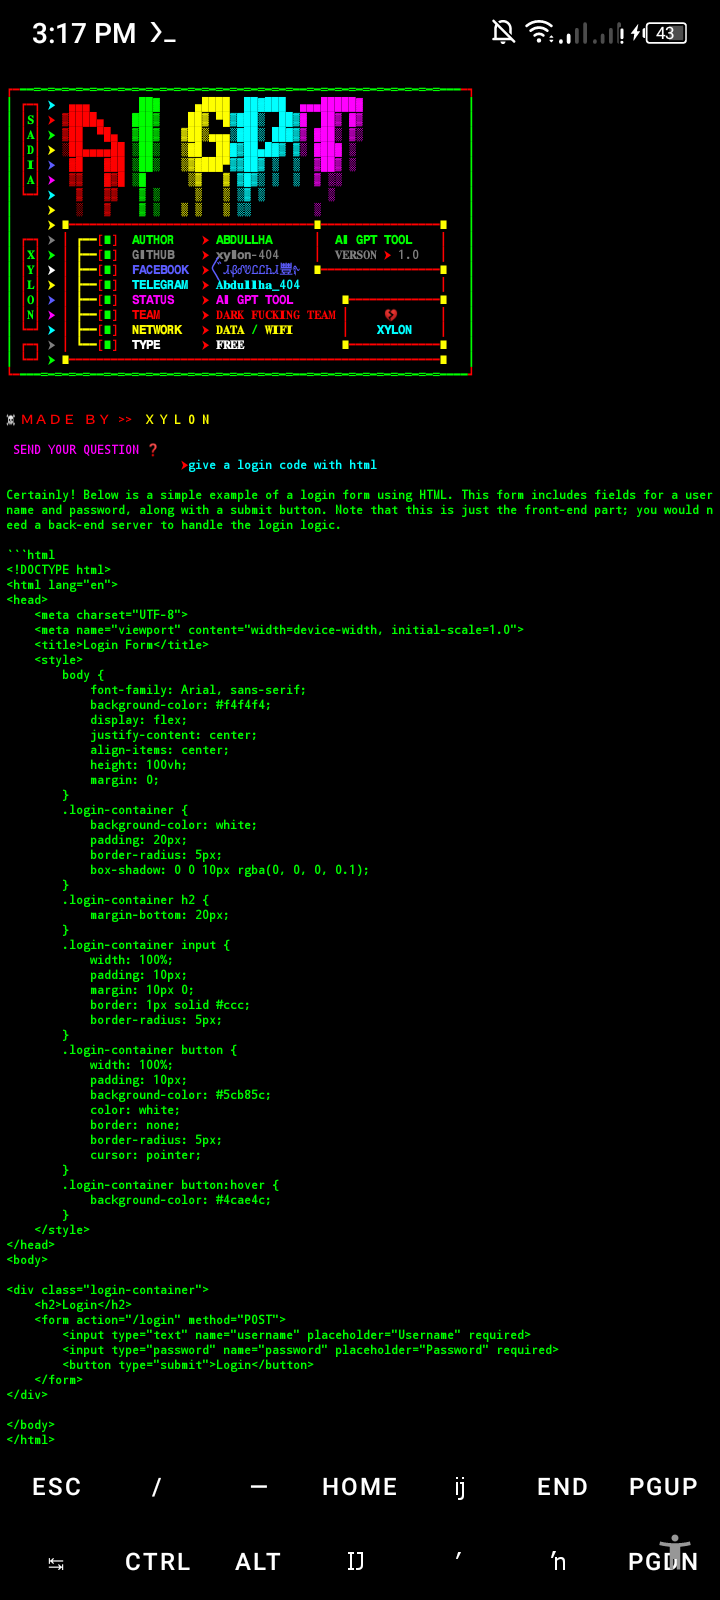 3:17 PM
43
SADIA
AI GPT
AUTHOR ➤ ABDULLHA
AI GPT TOOL
GITHUB ➤ xyllon-404
VERSON ➤ 1.0
FACEBOOK ➤
TELEGRAM ➤ Abdullha_404
STATUS ➤ AI GPT TOOL
TEAM ➤ DARK FUCKING TEAM
NETWORK ➤ DATA / WIFI
XYLON
TYPE ➤ FREE
XYLON
☠ MADE BY >> XYLON
SEND YOUR QUESTION ❓
➤give a login code with html
Certainly! Below is a simple example of a login form using HTML. This form includes fields for a user
name and password, along with a submit button. Note that this is just the front-end part; you would n
eed a back-end server to handle the login logic.
```html
<!DOCTYPE html>
<html lang="en">
<head>
    <meta charset="UTF-8">
    <meta name="viewport" content="width=device-width, initial-scale=1.0">
    <title>Login Form</title>
    <style>
        body {
            font-family: Arial, sans-serif;
            background-color: #f4f4f4;
            display: flex;
            justify-content: center;
            align-items: center;
            height: 100vh;
            margin: 0;
        }
        .login-container {
            background-color: white;
            padding: 20px;
            border-radius: 5px;
            box-shadow: 0 0 10px rgba(0, 0, 0, 0.1);
        }
        .login-container h2 {
            margin-bottom: 20px;
        }
        .login-container input {
            width: 100%;
            padding: 10px;
            margin: 10px 0;
            border: 1px solid #ccc;
            border-radius: 5px;
        }
        .login-container button {
            width: 100%;
            padding: 10px;
            background-color: #5cb85c;
            color: white;
            border: none;
            border-radius: 5px;
            cursor: pointer;
        }
        .login-container button:hover {
            background-color: #4cae4c;
        }
    </style>
</head>
<body>
<div class="login-container">
    <h2>Login</h2>
    <form action="/login" method="POST">
        <input type="text" name="username" placeholder="Username" required>
        <input type="password" name="password" placeholder="Password" required>
        <button type="submit">Login</button>
    </form>
</div>
</body>
</html>
ESC / — HOME ĳ END PGUP
↹ CTRL ALT Ĳ ʼ ŉ PGDN